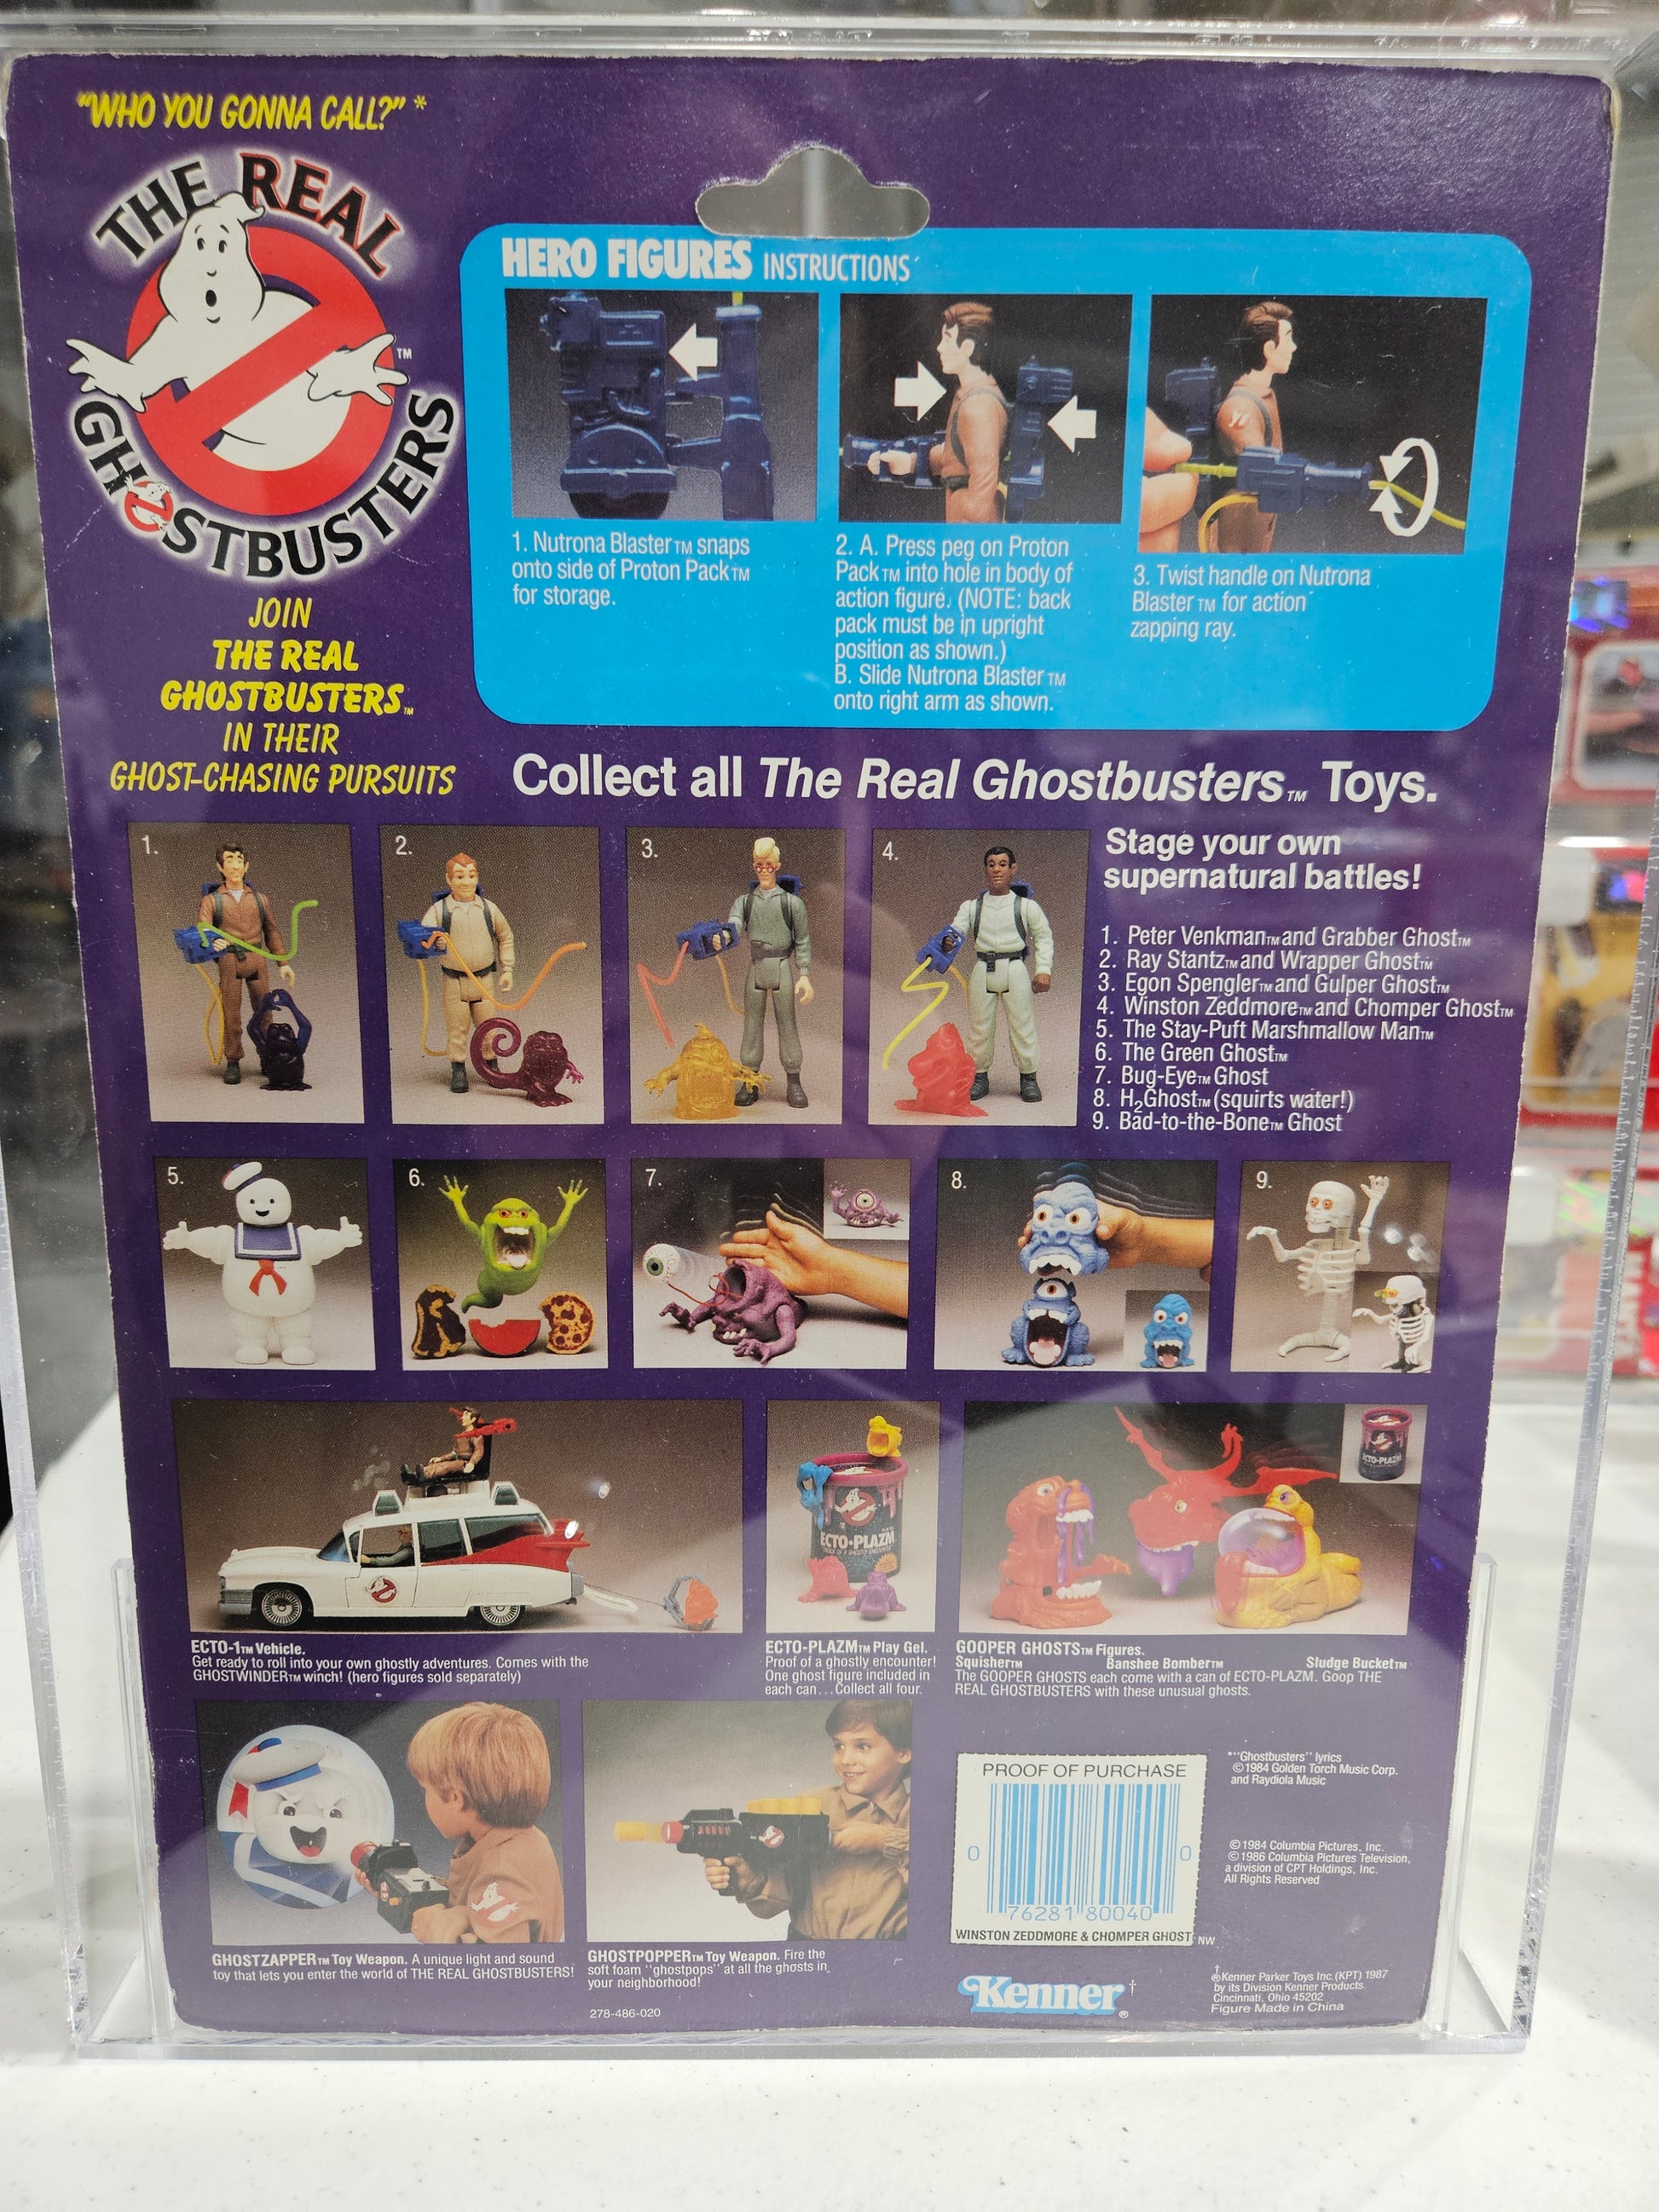 "WHO YOU GONNA CALL?" *
THE REAL
GHOSTBUSTERS
TM
JOIN
THE REAL
GHOSTBUSTERS TM
IN THEIR
GHOST-CHASING PURSUITS
HERO FIGURES INSTRUCTIONS
1. Nutrona Blaster TM snaps
onto side of Proton Pack TM
for storage.
2. A. Press peg on Proton
Pack TM into hole in body of
action figure. (NOTE: back
pack must be in upright
position as shown.)
B. Slide Nutrona Blaster TM
onto right arm as shown.
3. Twist handle on Nutrona
Blaster TM for action
zapping ray.
Collect all The Real Ghostbusters TM Toys.
1.
2.
3.
4.
Stage your own
supernatural battles!
1. Peter Venkman TM and Grabber Ghost TM
2. Ray Stantz TM and Wrapper Ghost TM
3. Egon Spengler TM and Gulper Ghost TM
4. Winston Zeddmore TM and Chomper Ghost TM
5. The Stay-Puft Marshmallow Man TM
6. The Green Ghost TM
7. Bug-Eye TM Ghost
8. H2Ghost TM (squirts water!)
9. Bad-to-the-Bone TM Ghost
5.
6.
7.
8.
9.
ECTO-PLAZM
ECTO-PLAZM
ECTO-1 TM Vehicle.
Get ready to roll into your own ghostly adventures. Comes with the
GHOSTWINDER TM winch! (hero figures sold separately)
ECTO-PLAZM TM Play Gel.
Proof of a ghostly encounter!
One ghost figure included in
each can...Collect all four.
GOOPER GHOSTS TM Figures.
Squisher TM Banshee Bomber TM Sludge Bucket TM
The GOOPER GHOSTS each come with a can of ECTO-PLAZM. Goop THE
REAL GHOSTBUSTERS with these unusual ghosts.
GHOSTZAPPER TM Toy Weapon. A unique light and sound
toy that lets you enter the world of THE REAL GHOSTBUSTERS!
GHOSTPOPPER TM Toy Weapon. Fire the
soft foam "ghostpops" at all the ghosts in
your neighborhood!
278-486-020
PROOF OF PURCHASE
0 76281 80040 0
WINSTON ZEDDMORE & CHOMPER GHOST
NW
*"Ghostbusters" lyrics
©1984 Golden Torch Music Corp.
and Raydiola Music
©1984 Columbia Pictures, Inc.
©1986 Columbia Pictures Television,
a division of CPT Holdings, Inc.
All Rights Reserved
Kenner † ®
†
®Kenner Parker Toys Inc.(KPT) 1987
by its Division Kenner Products.
Cincinnati, Ohio 45202
Figure Made in China